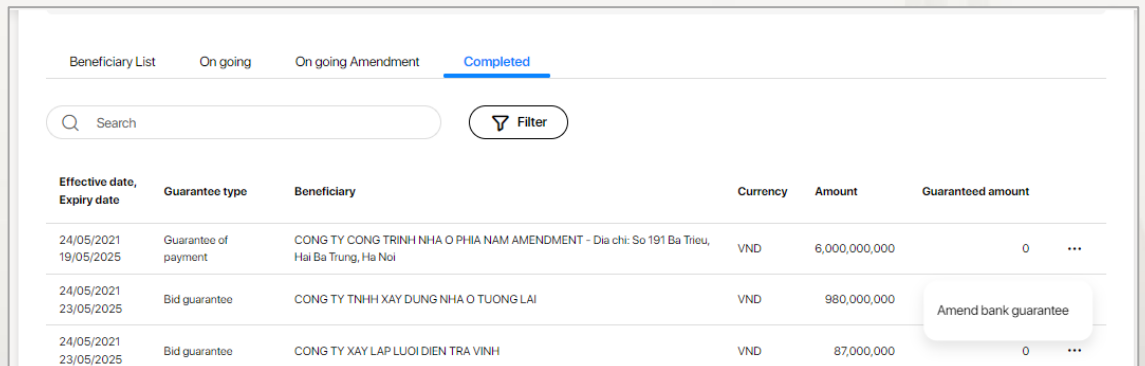 Beneficiary List On going On going Amendment Completed
Search Filter
Effective date, Expiry date Guarantee type Beneficiary Currency Amount Guaranteed amount
24/05/2021 Guarantee of CONG TY CONG TRINH NHA O PHIA NAM AMENDMENT - Dia chi: So 191 Ba Trieu, VND 6,000,000,000 0 ...
19/05/2025 payment Hai Ba Trung, Ha Noi
24/05/2021
23/05/2025 Bid guarantee CONG TY TNHH XAY DUNG NHA O TUONG LAI VND 980,000,000
Amend bank guarantee
24/05/2021
23/05/2025 Bid guarantee CONG TY XAY LAP LUOI DIEN TRA VINH VND 87,000,000 0 ...